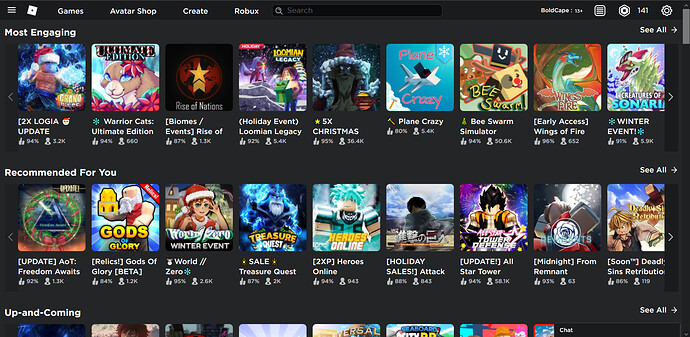 Games
Avatar Shop
Create
Robux
Search
BoldCape : 13+
141
Most Engaging
See All →
[2X LOGIA 🎅 UPDATE
94% 3.2K
❄ Warrior Cats: Ultimate Edition
94% 660
[Biomes / Events] Rise of
87% 1.3K
(Holiday Event) Loomian Legacy
92% 5.4K
⭐ 5X CHRISTMAS
95% 36.4K
Plane Crazy
80% 5.4K
🎄 Bee Swarm Simulator
94% 50.6K
[Early Access] Wings of Fire
96% 652
❄WINTER EVENT!❄
91% 5.9K
ULTIMATE EDITION
Rise of Nations
HOLIDAY
LOOMIAN LEGACY
Plane Crazy
BEE Swarm
WINGS OF FIRE
CREATURES OF SONARIA
Recommended For You
See All →
UPDATE!
Freedom Awaits
Relics!
GODS OF GLORY
World // Zero
WINTER EVENT
TREASURE QUEST
HEROES ONLINE
ALL STAR TOWER DEFENSE
REMNANTS
Deadly Sins Retribution
[UPDATE] AoT: Freedom Awaits
92% 1.3K
[Relics!] Gods Of Glory [BETA]
84% 1.2K
World // Zero❄
95% 2.6K
⭐ SALE ⭐ Treasure Quest
87% 2K
[2XP] Heroes Online
94% 943
[HOLIDAY SALES!] Attack
88% 843
[UPDATE!] All Star Tower
94% 58.1K
[Midnight] From Remnant
93% 63
[Soon™] Deadly Sins Retribution
86% 119
Up-and-Coming
See All →
Chat